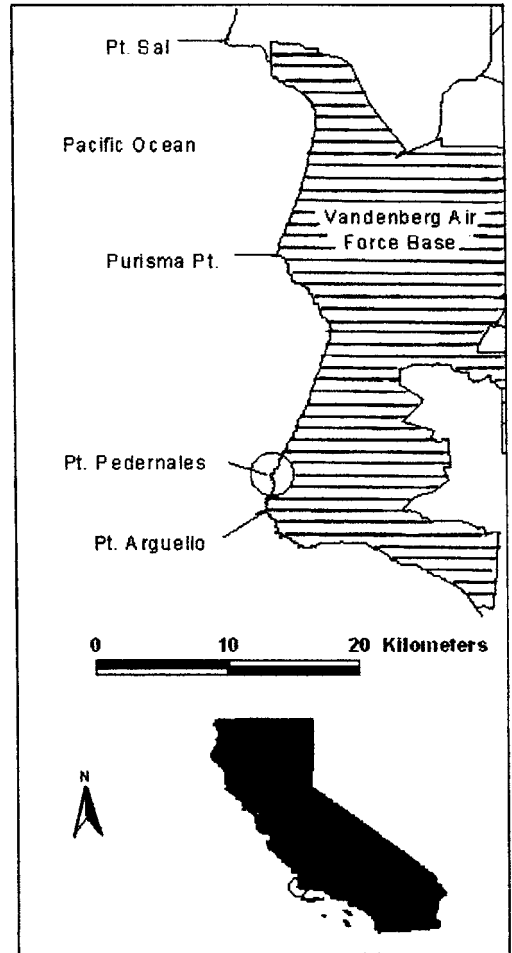 Pt. Sal
Pacific Ocean
Vandenberg Air
Force Base
Purisma Pt.
Pt. Pedernales
Pt. Arguello
0 10 20 Kilometers
N